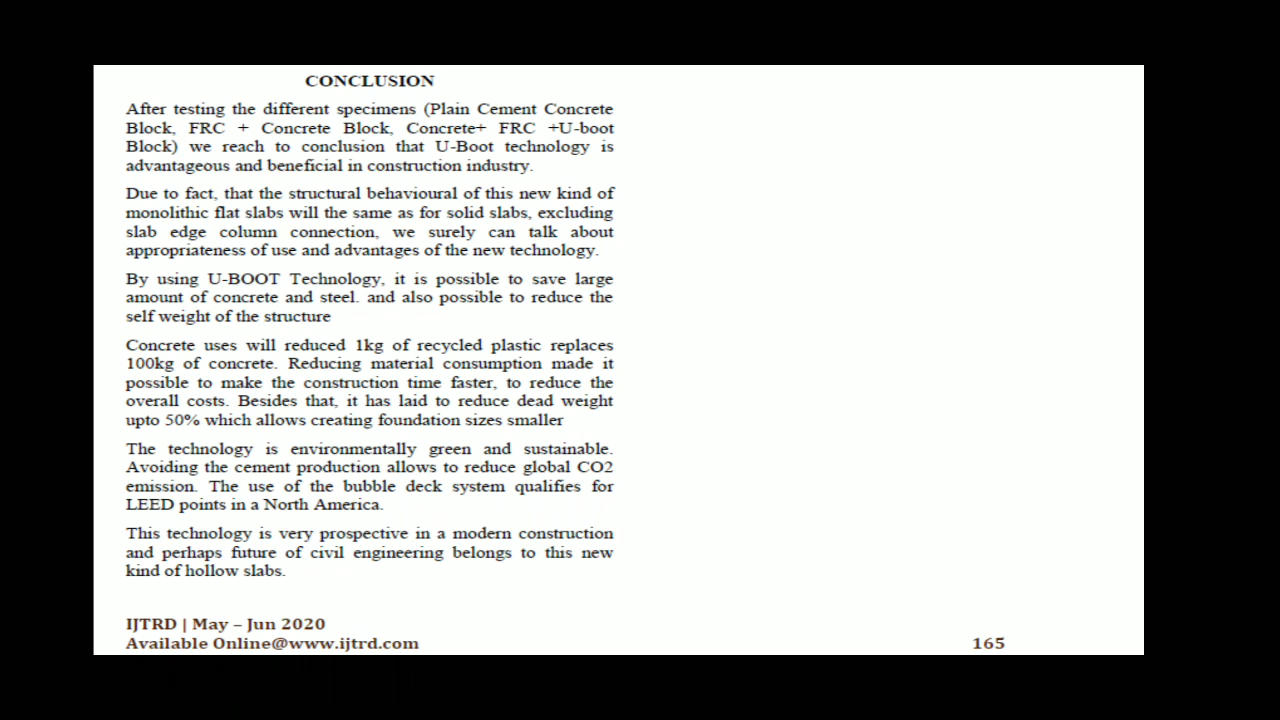 CONCLUSION
After testing the different specimens (Plain Cement Concrete
Block, FRC + Concrete Block, Concrete+ FRC +U-boot
Block) we reach to conclusion that U-Boot technology is
advantageous and beneficial in construction industry.
Due to fact, that the structural behavioural of this new kind of
monolithic flat slabs will the same as for solid slabs, excluding
slab edge column connection, we surely can talk about
appropriateness of use and advantages of the new technology.
By using U-BOOT Technology, it is possible to save large
amount of concrete and steel. and also possible to reduce the
self weight of the structure
Concrete uses will reduced 1kg of recycled plastic replaces
100kg of concrete. Reducing material consumption made it
possible to make the construction time faster, to reduce the
overall costs. Besides that, it has laid to reduce dead weight
upto 50% which allows creating foundation sizes smaller
The technology is environmentally green and sustainable.
Avoiding the cement production allows to reduce global CO2
emission. The use of the bubble deck system qualifies for
LEED points in a North America.
This technology is very prospective in a modern construction
and perhaps future of civil engineering belongs to this new
kind of hollow slabs.
IJTRD | May – Jun 2020
Available Online@www.ijtrd.com 165